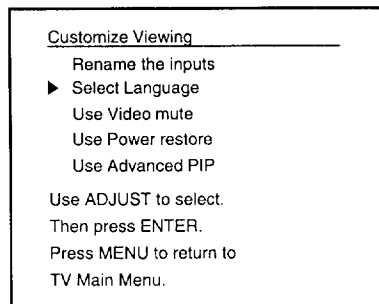 Customize Viewing
Rename the inputs
▶ Select Language
Use Video mute
Use Power restore
Use Advanced PIP
Use ADJUST to select.
Then press ENTER.
Press MENU to return to
TV Main Menu.